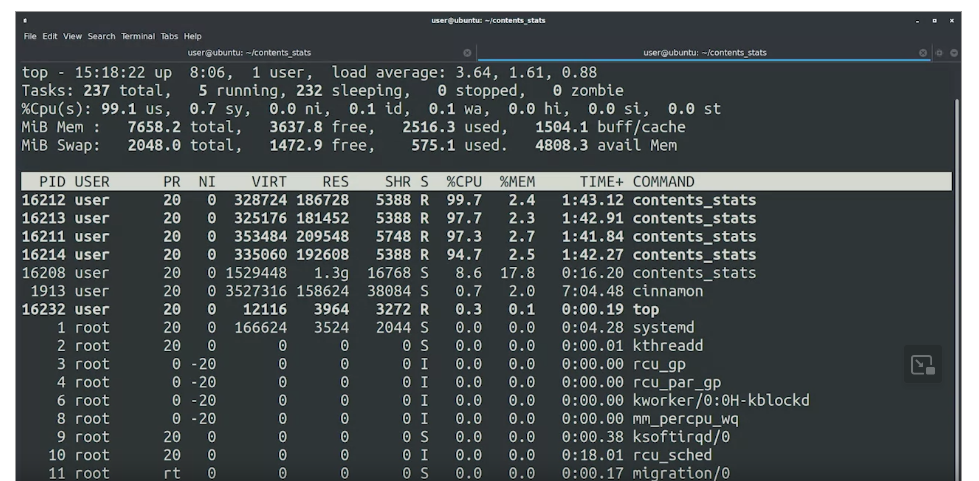 user@ubuntu: ~/contents_stats
File Edit View Search Terminal Tabs Help
user@ubuntu: ~/contents_stats user@ubuntu: ~/contents_stats
top - 15:18:22 up  8:06,  1 user,  load average: 3.64, 1.61, 0.88
Tasks: 237 total,   5 running, 232 sleeping,   0 stopped,   0 zombie
%Cpu(s): 99.1 us,  0.7 sy,  0.0 ni,  0.1 id,  0.1 wa,  0.0 hi,  0.0 si,  0.0 st
MiB Mem :   7658.2 total,   3637.8 free,   2516.3 used,   1504.1 buff/cache
MiB Swap:   2048.0 total,   1472.9 free,    575.1 used.   4808.3 avail Mem
PID USER      PR  NI    VIRT    RES    SHR S  %CPU  %MEM     TIME+ COMMAND
16212 user      20   0  328724 186728   5388 R  99.7   2.4   1:43.12 contents_stats
16213 user      20   0  325176 181452   5388 R  97.7   2.3   1:42.91 contents_stats
16211 user      20   0  353484 209548   5748 R  97.3   2.7   1:41.84 contents_stats
16214 user      20   0  335060 192608   5388 R  94.7   2.5   1:42.27 contents_stats
16208 user      20   0 1529448   1.3g  16768 S   8.6  17.8   0:16.20 contents_stats
1913 user      20   0 3527316 158624  38084 S   0.7   2.0   7:04.48 cinnamon
16232 user      20   0   12116   3964   3272 R   0.3   0.1   0:00.19 top
1 root      20   0  166624   3524   2044 S   0.0   0.0   0:04.28 systemd
2 root      20   0       0      0      0 S   0.0   0.0   0:00.01 kthreadd
3 root       0 -20       0      0      0 I   0.0   0.0   0:00.00 rcu_gp
4 root       0 -20       0      0      0 I   0.0   0.0   0:00.00 rcu_par_gp
6 root       0 -20       0      0      0 I   0.0   0.0   0:00.00 kworker/0:0H-kblockd
8 root       0 -20       0      0      0 I   0.0   0.0   0:00.00 mm_percpu_wq
9 root      20   0       0      0      0 S   0.0   0.0   0:00.38 ksoftirqd/0
10 root      20   0       0      0      0 I   0.0   0.0   0:18.01 rcu_sched
11 root      rt   0       0      0      0 S   0.0   0.0   0:00.17 migration/0